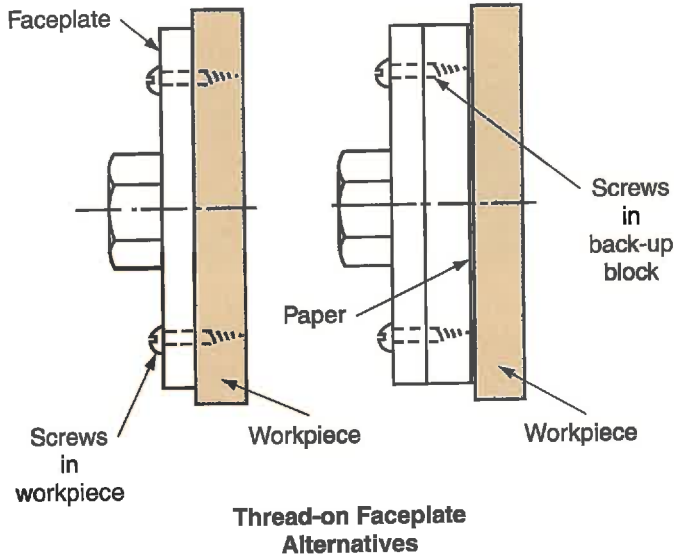 Faceplate
Screws
in
back-up
block
Paper
Workpiece
Workpiece
Screws
in
workpiece
Thread-on Faceplate
Alternatives